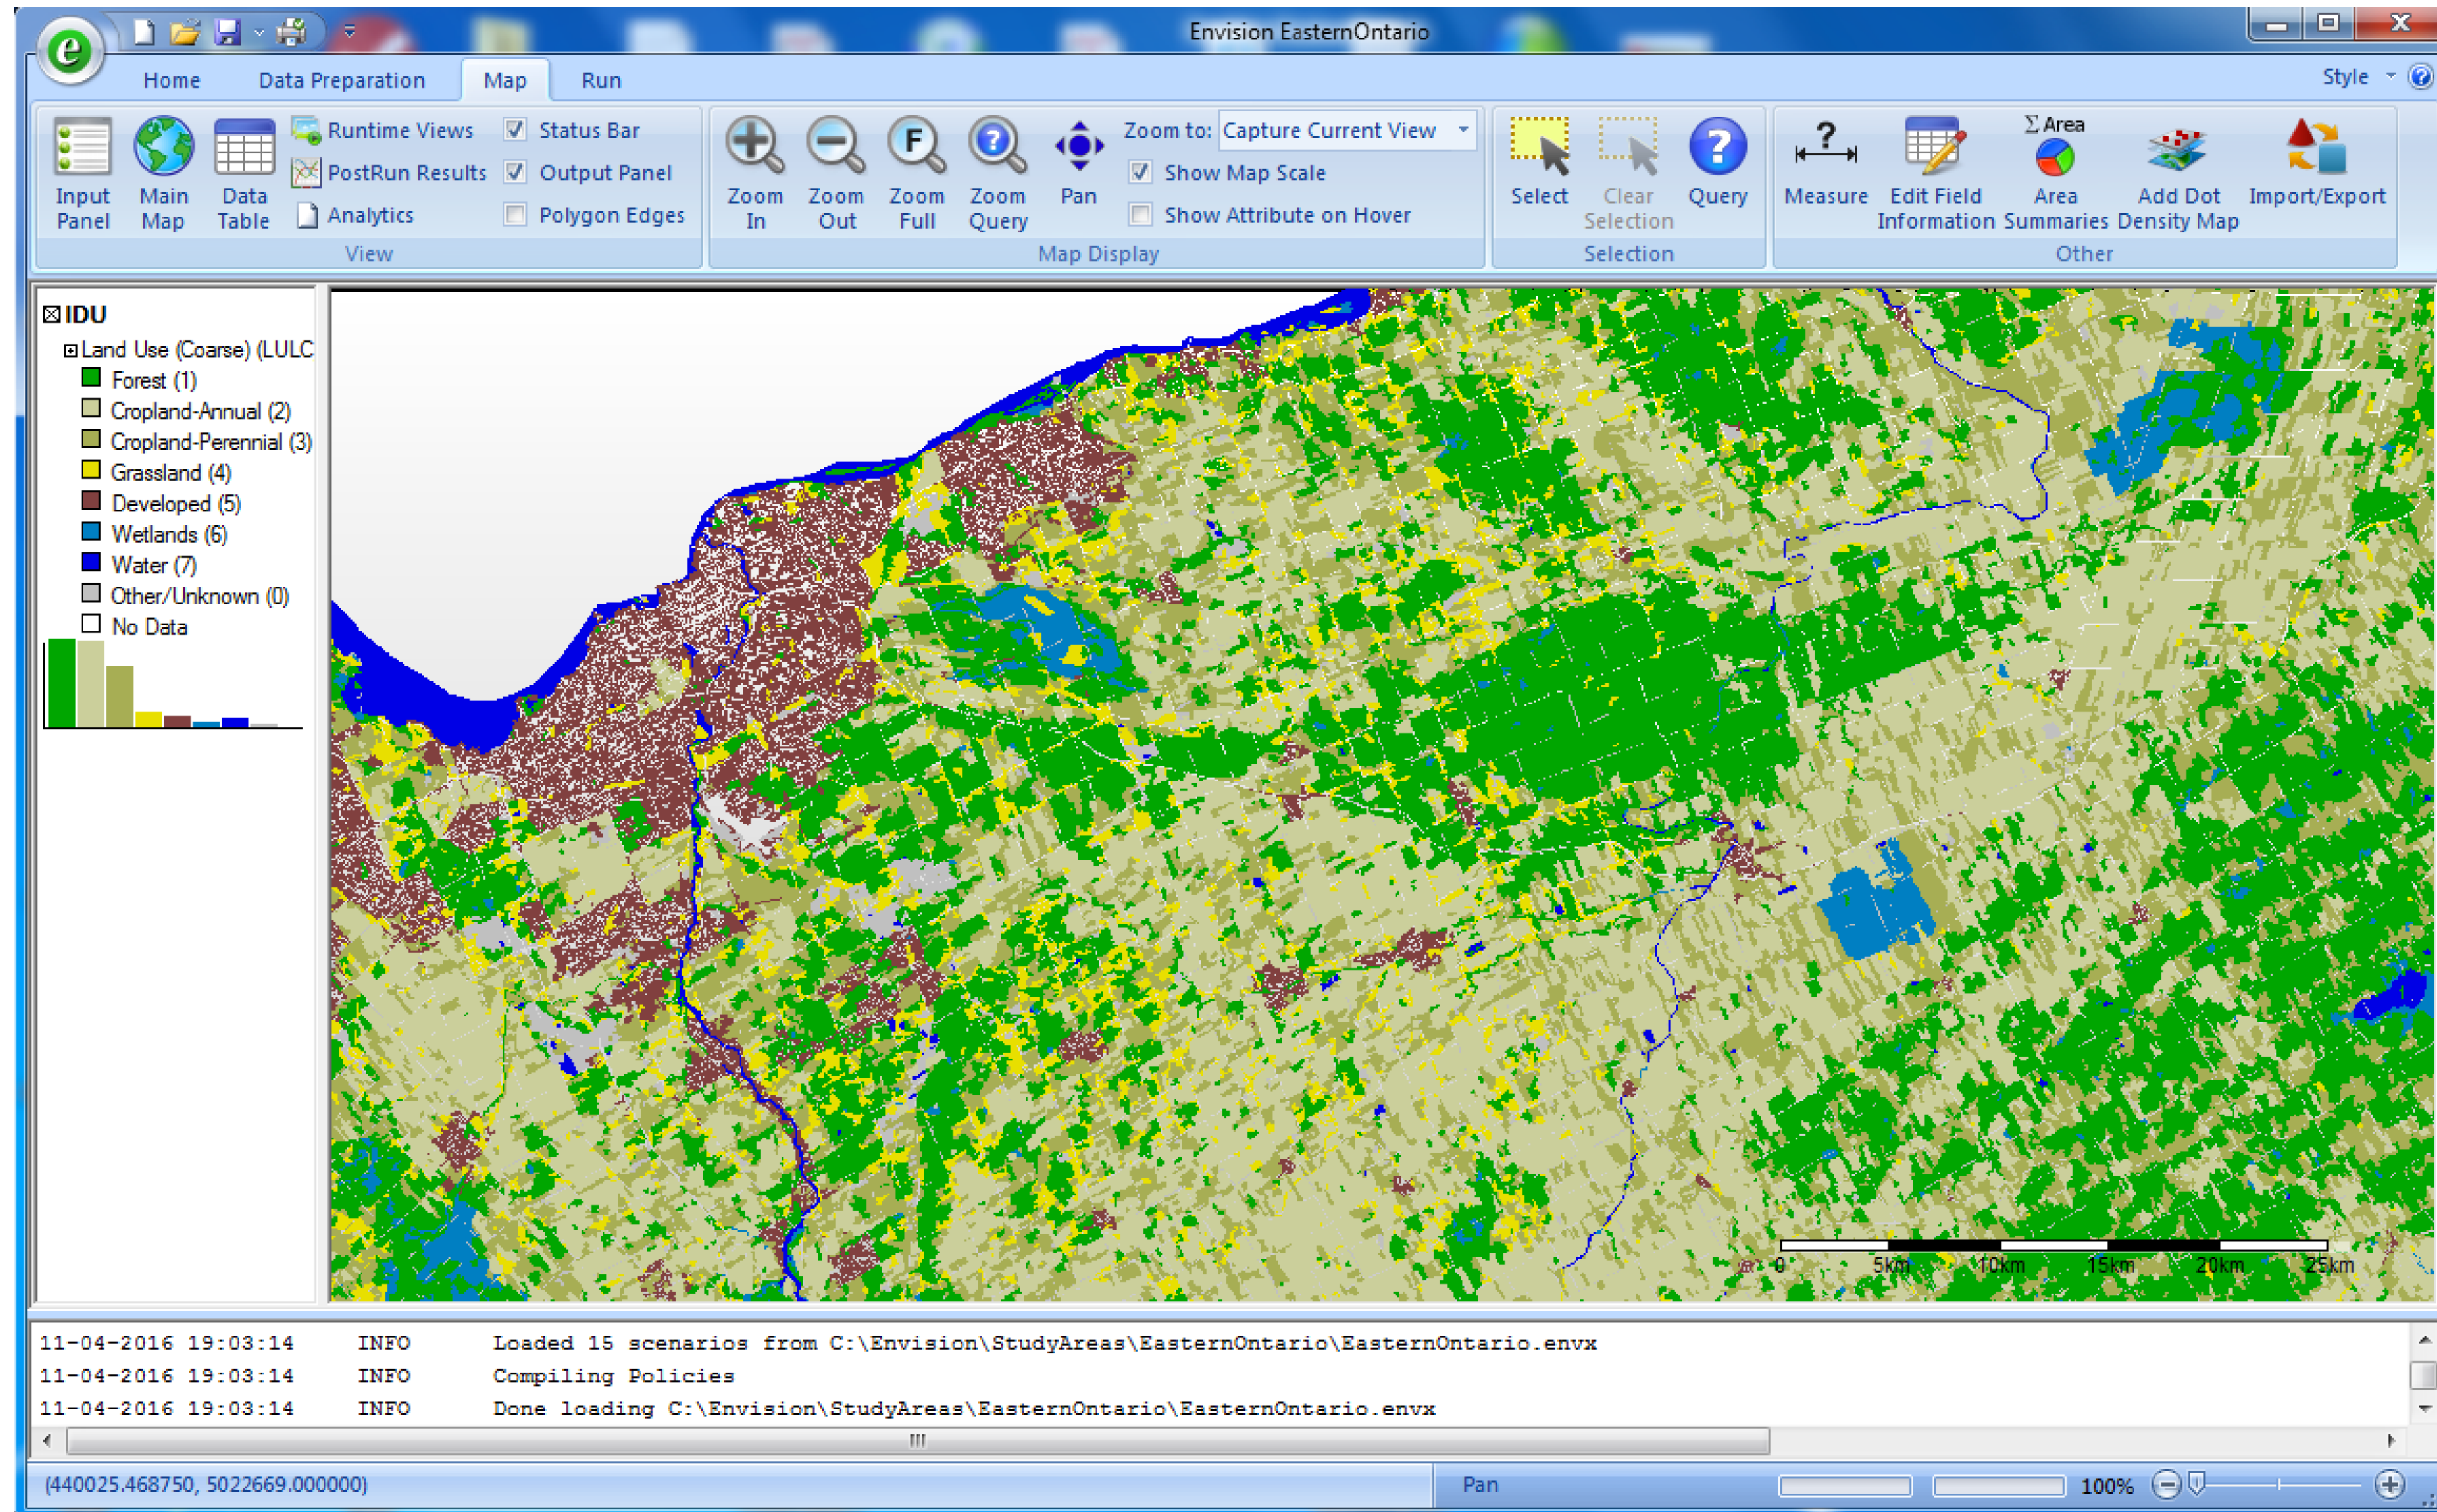 Envision EasternOntario
Home Data Preparation Map Run Style
Input Panel
Main Map
Data Table
Runtime Views
PostRun Results
Analytics
Status Bar
Output Panel
Polygon Edges
View
Zoom In
Zoom Out
F
Zoom Full
?
Zoom Query
Pan
Zoom to: Capture Current View
Show Map Scale
Show Attribute on Hover
Map Display
Select
Clear Selection
?
Query
Selection
?
Measure
Edit Field Information
Σ Area
Area Summaries
Add Dot Density Map
Import/Export
Other
IDU
Land Use (Coarse) (LULC
Forest (1)
Cropland-Annual (2)
Cropland-Perennial (3)
Grassland (4)
Developed (5)
Wetlands (6)
Water (7)
Other/Unknown (0)
No Data
0 5km 10km 15km 20km 25km
11-04-2016 19:03:14 INFO Loaded 15 scenarios from C:\Envision\StudyAreas\EasternOntario\EasternOntario.envx
11-04-2016 19:03:14 INFO Compiling Policies
11-04-2016 19:03:14 INFO Done loading C:\Envision\StudyAreas\EasternOntario\EasternOntario.envx
(440025.468750, 5022669.000000) Pan 100%